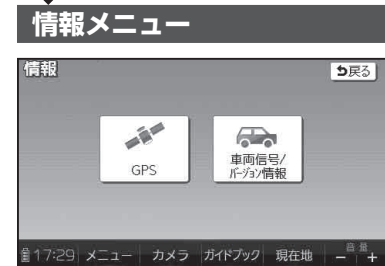 情報メニュー
情報
戻る
GPS
車両信号/
バージョン情報
17:29 メニュー カメラ ガイドブック 現在地 音量
− +